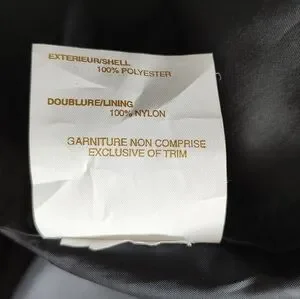 EXTERIEUR/SHELL
100% POLYESTER
DOUBLURE/LINING
100% NYLON
GARNITURE NON COMPRISE
EXCLUSIVE OF TRIM